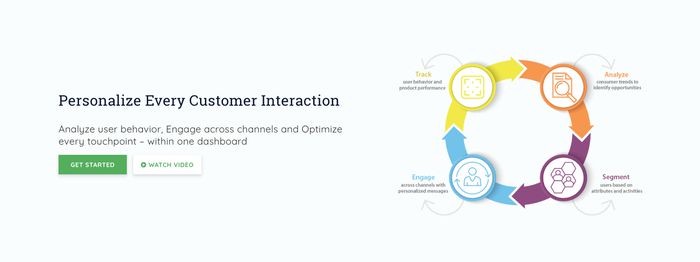 Personalize Every Customer Interaction
Analyze user behavior, Engage across channels and Optimize
every touchpoint – within one dashboard
GET STARTED
WATCH VIDEO
Track
user behavior and
product performance
Analyze
consumer trends to
identify opportunities
Engage
across channels with
personalized messages
Segment
users based on
attributes and activities